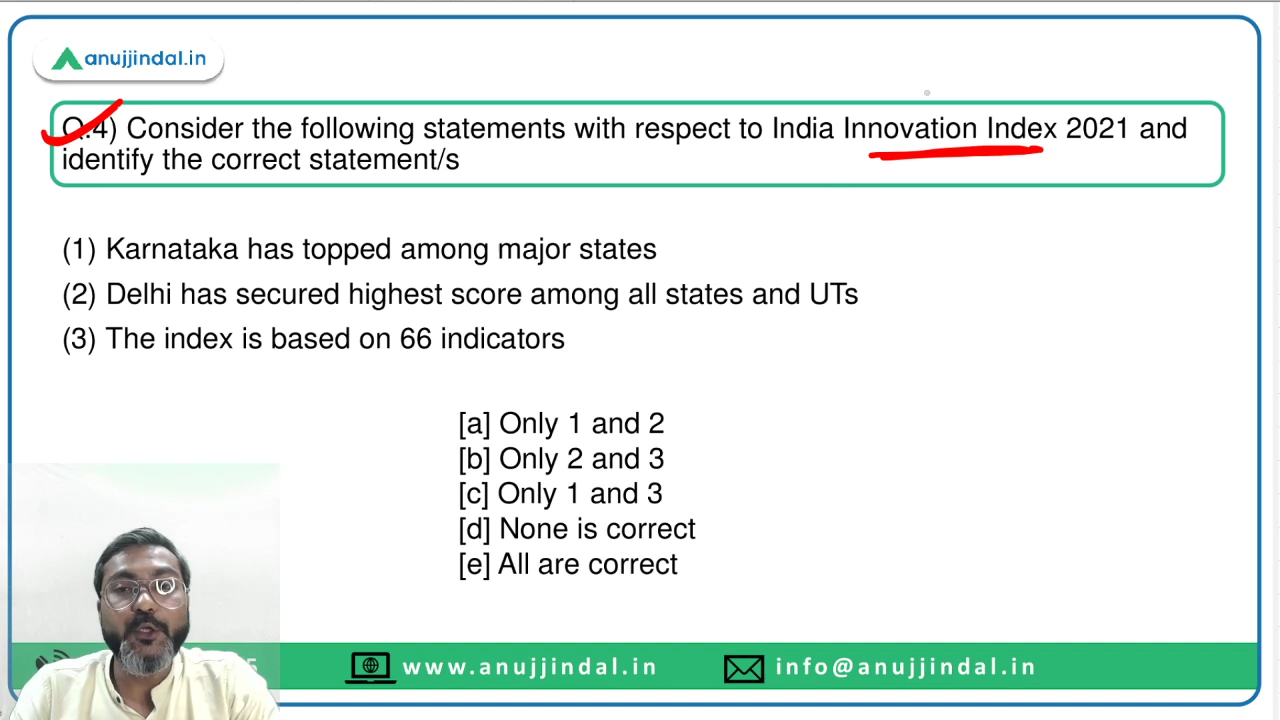 anujjindal.in
Q.4) Consider the following statements with respect to India Innovation Index 2021 and
identify the correct statement/s
(1) Karnataka has topped among major states
(2) Delhi has secured highest score among all states and UTs
(3) The index is based on 66 indicators
[a] Only 1 and 2
[b] Only 2 and 3
[c] Only 1 and 3
[d] None is correct
[e] All are correct
www.anujjindal.in
info@anujjindal.in